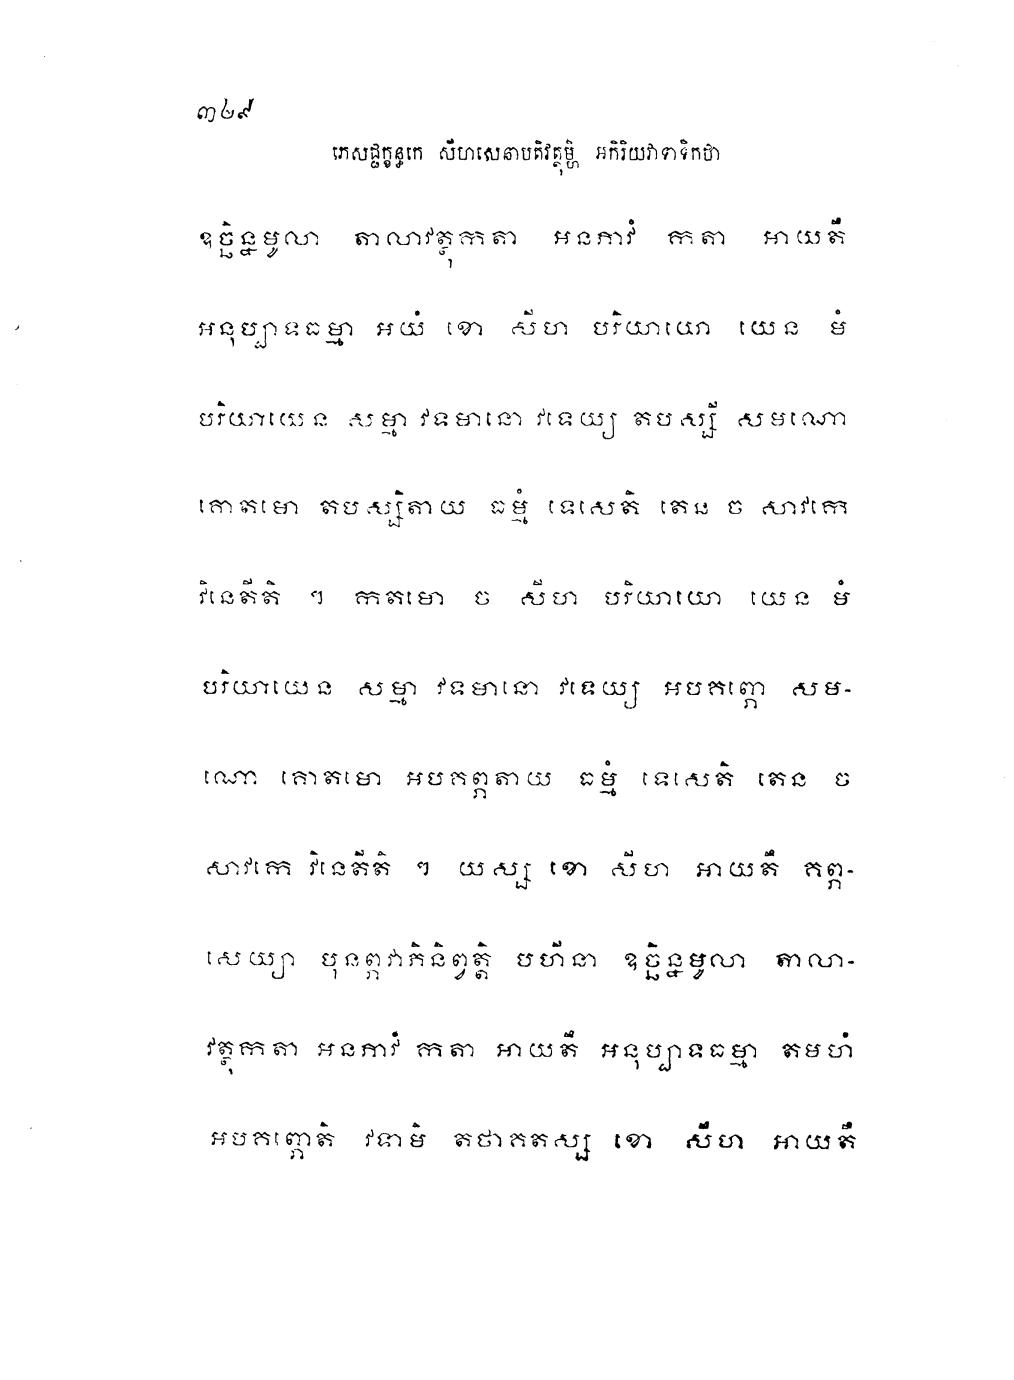 ៣២៩
ភេសជ្ជក្ខន្ធកេ សីហសេនាបតិវត្ថុម្ហិ អកិរិយវាទាទិកថា
ឧច្ឆិន្នមូលា តាលាវត្ថុកតា អនភាវំ កតា អាយតឹ
អនុប្បាទធម្មា អយំ ខោ សីហ បរិយាយោ យេន មំ
បរិយាយេន សម្មា វទមានោ វទេយ្យ តបស្សី សមណោ
គោតមោ តបស្សិតាយ ធម្មំ ទេសេតិ តេន ច សាវកេ
វិនេតីតិ ។ កតមោ ច សីហ បរិយាយោ យេន មំ
បរិយាយេន សម្មា វទមានោ វទេយ្យ អបគព្ភោ សម-
ណោ គោតមោ អបគព្ភតាយ ធម្មំ ទេសេតិ តេន ច
សាវកេ វិនេតីតិ ។ យស្ស ខោ សីហ អាយតឹ គព្ភ-
សេយ្យា បុនព្ភវាភិនិព្វត្តិ បហីនា ឧច្ឆិន្នមូលា តាលា-
វត្ថុកតា អនភាវំ កតា អាយតឹ អនុប្បាទធម្មា តមហំ
អបគព្ភោតិ វទាមិ តថាគតស្ស ខោ សីហ អាយតឹ